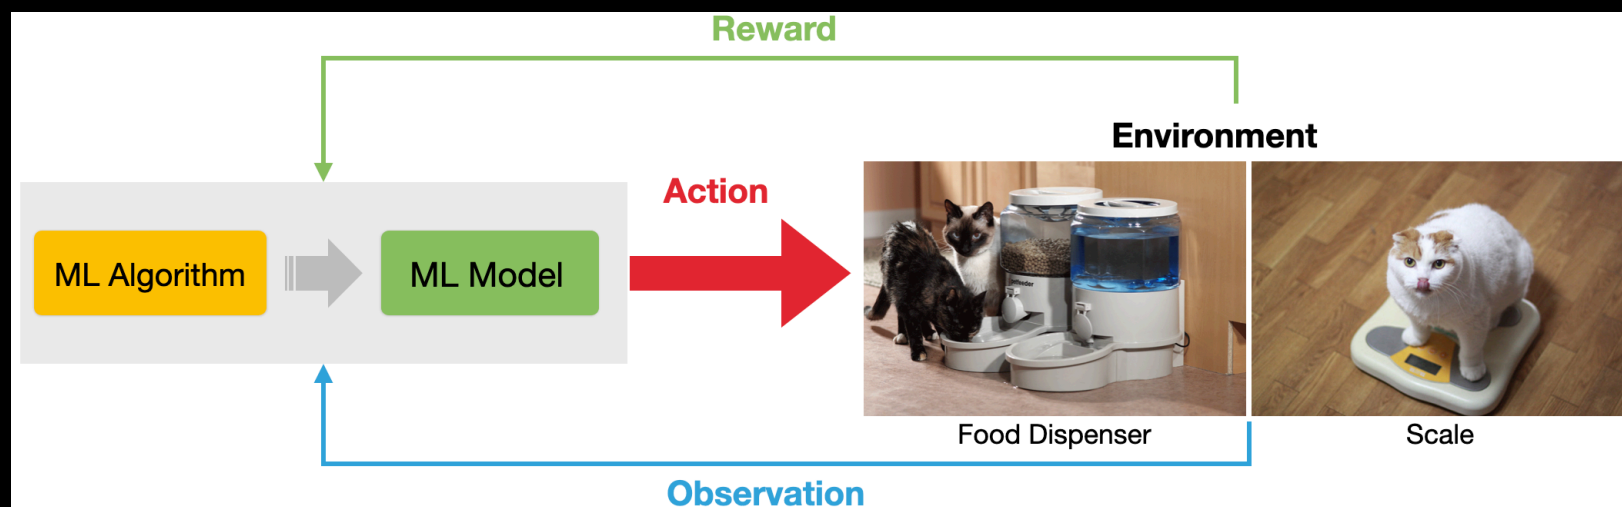 Reward
Environment
Action
ML Algorithm
ML Model
Food Dispenser
Scale
Observation